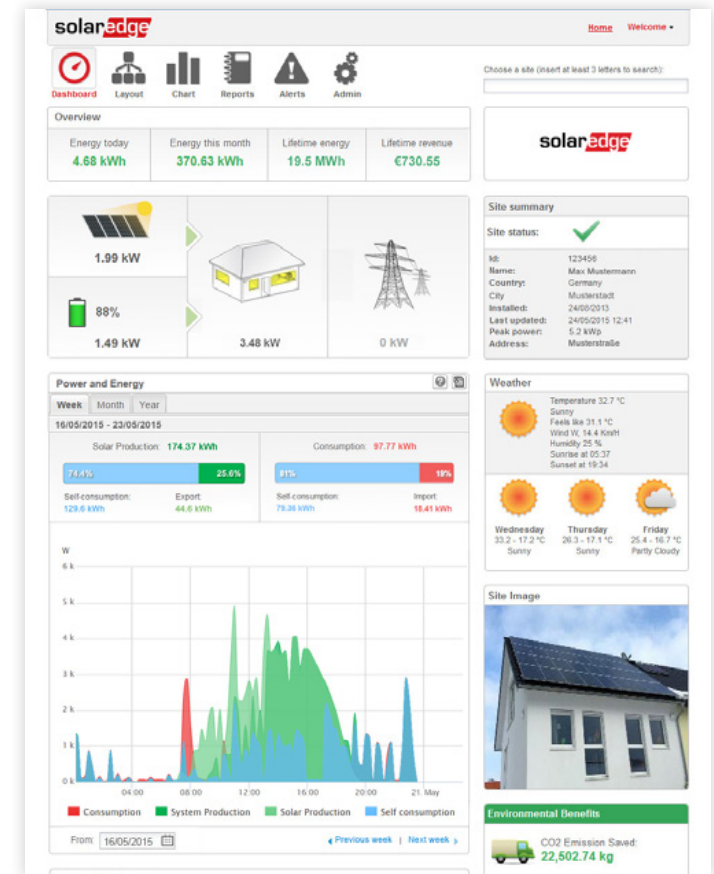 solaredge
Home Welcome
Dashboard Layout Chart Reports Alerts Admin
Choose a site (insert at least 3 letters to search):
Overview
Energy today Energy this month Lifetime energy Lifetime revenue
4.68 kWh 370.63 kWh 19.5 MWh €730.55
solaredge
1.99 kW
88%
1.49 kW 3.48 kW 0 kW
Site summary
Site status:
Id: 123456
Name: Max Mustermann
Country: Germany
City Musterstadt
Installed: 24/06/2013
Last updated: 24/05/2015 12:41
Peak power: 5.2 kWp
Address: Musterstraße
Power and Energy
Week Month Year
16/05/2015 - 23/05/2015
Solar Production: 174.37 kWh Consumption: 97.77 kWh
74.4% 25.6% 81% 19%
Self-consumption: Export: Self-consumption: Import:
129.6 kWh 44.6 kWh 79.36 kWh 18.41 kWh
W
6 k
5 k
4 k
3 k
2 k
1 k
0 k
04:00 08:00 12:00 16:00 20:00 21. May
Consumption System Production Solar Production Self consumption
From: 16/05/2015 Previous week | Next week
Weather
Temperature 32.7 °C
Sunny
Feels like 31.1 °C
Wind W, 14.4 Km/H
Humidity 25 %
Sunrise at 05:37
Sunset at 19:34
Wednesday Thursday Friday
33.2 - 17.2 °C 26.3 - 17.1 °C 25.4 - 16.7 °C
Sunny Sunny Partly Cloudy
Site Image
Environmental Benefits
CO2 Emission Saved:
22,502.74 kg